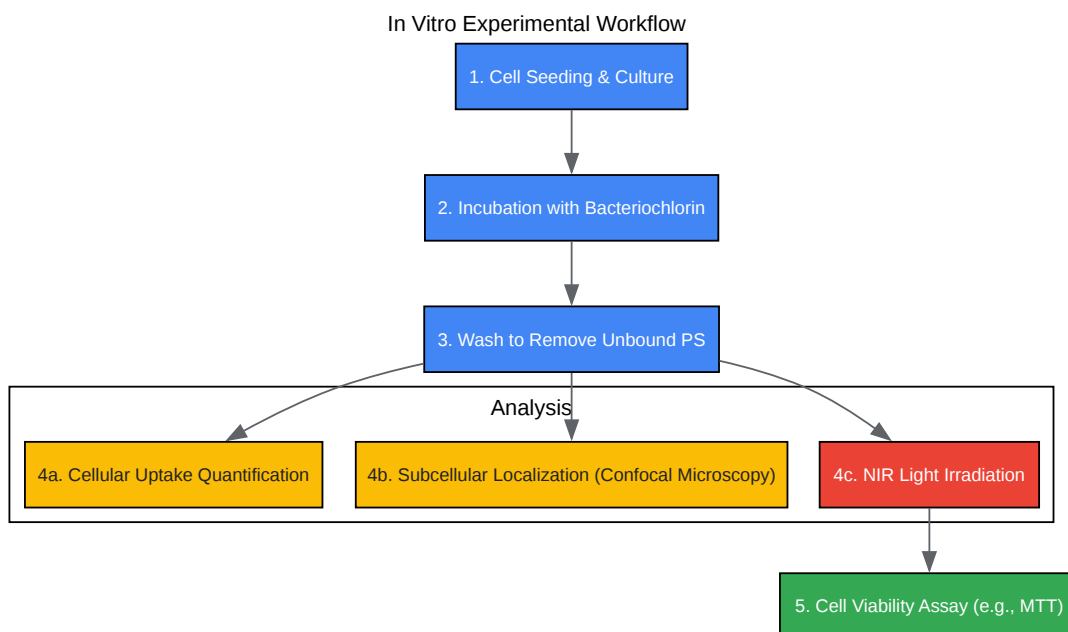 In Vitro Experimental Workflow
1. Cell Seeding & Culture
2. Incubation with Bacteriochlorin
3. Wash to Remove Unbound PS
Analysis
4a. Cellular Uptake Quantification
4b. Subcellular Localization (Confocal Microscopy)
4c. NIR Light Irradiation
5. Cell Viability Assay (e.g., MTT)